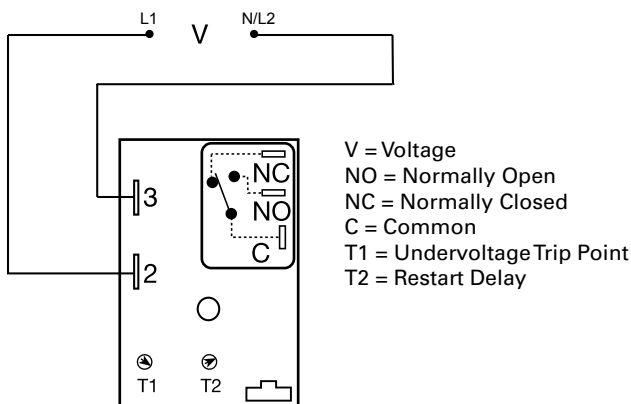 L1 V N/L2
3
NC
NO
C
2
T1 T2
V = Voltage
NO = Normally Open
NC = Normally Closed
C = Common
T1 = Undervoltage Trip Point
T2 = Restart Delay